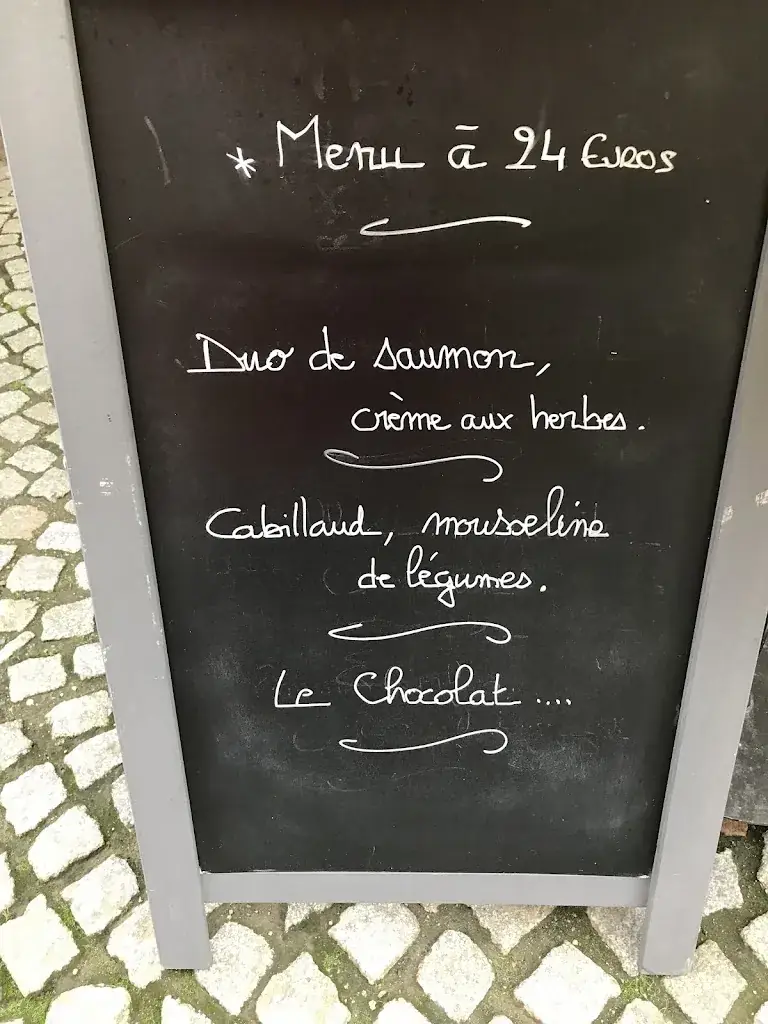 * Menu à 24 Euros
Duo de saumon,
crème aux herbes.
Cabillaud, mousseline
de légumes.
Le Chocolat ....